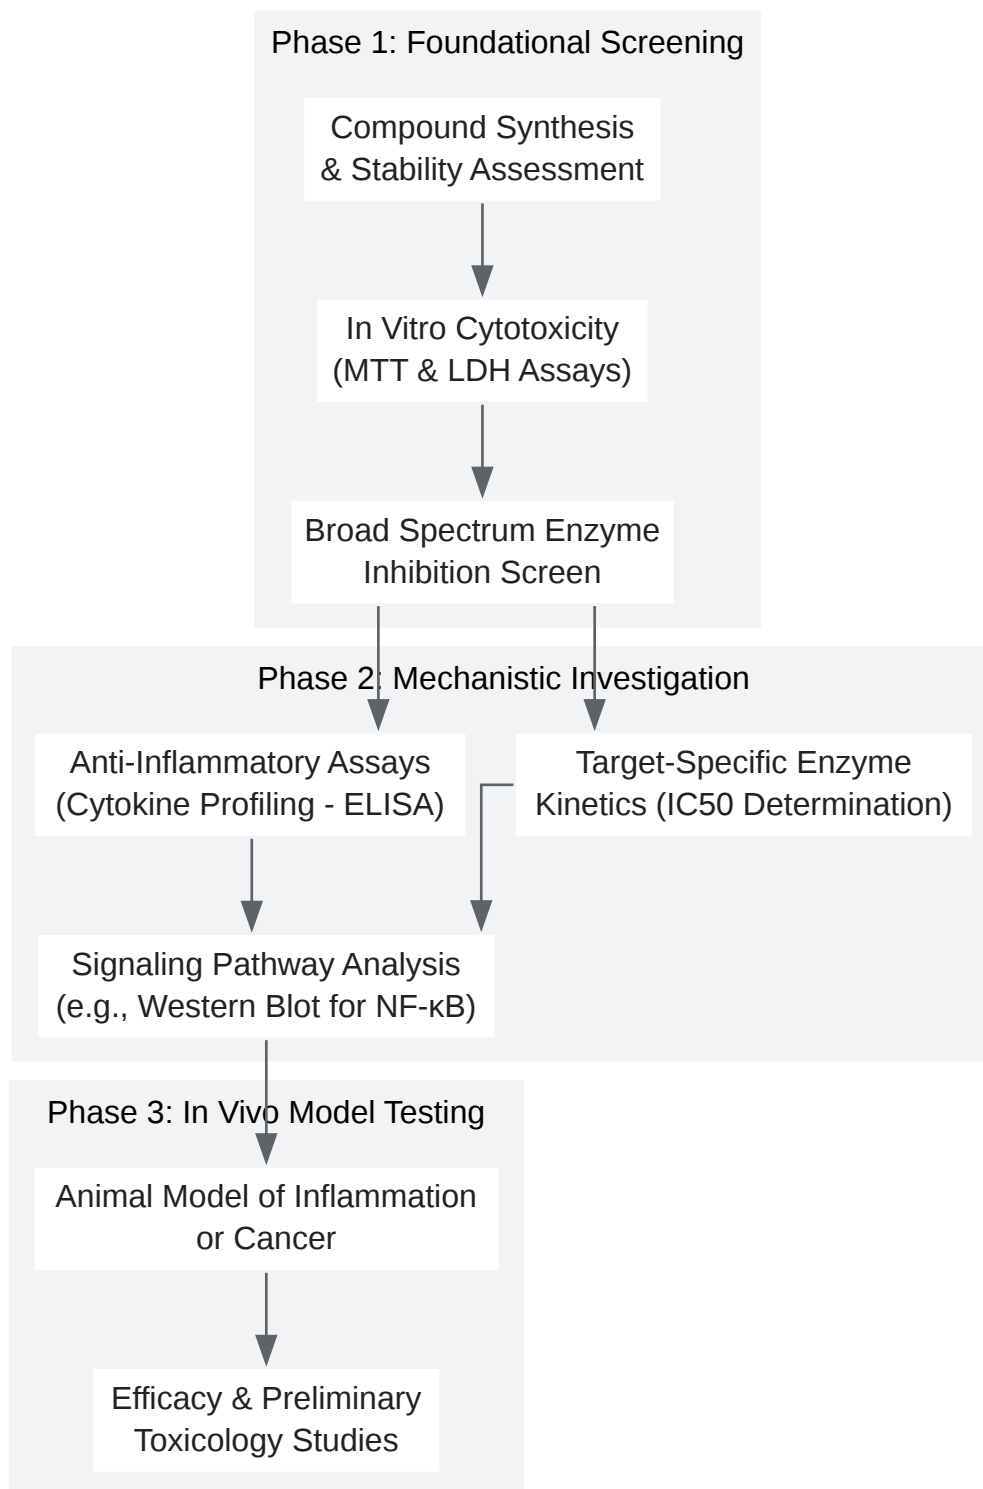 Phase 1: Foundational Screening
Compound Synthesis
& Stability Assessment
In Vitro Cytotoxicity
(MTT & LDH Assays)
Broad Spectrum Enzyme
Inhibition Screen
Phase 2: Mechanistic Investigation
Anti-Inflammatory Assays
(Cytokine Profiling - ELISA)
Target-Specific Enzyme
Kinetics (IC50 Determination)
Signaling Pathway Analysis
(e.g., Western Blot for NF-κB)
Phase 3: In Vivo Model Testing
Animal Model of Inflammation
or Cancer
Efficacy & Preliminary
Toxicology Studies